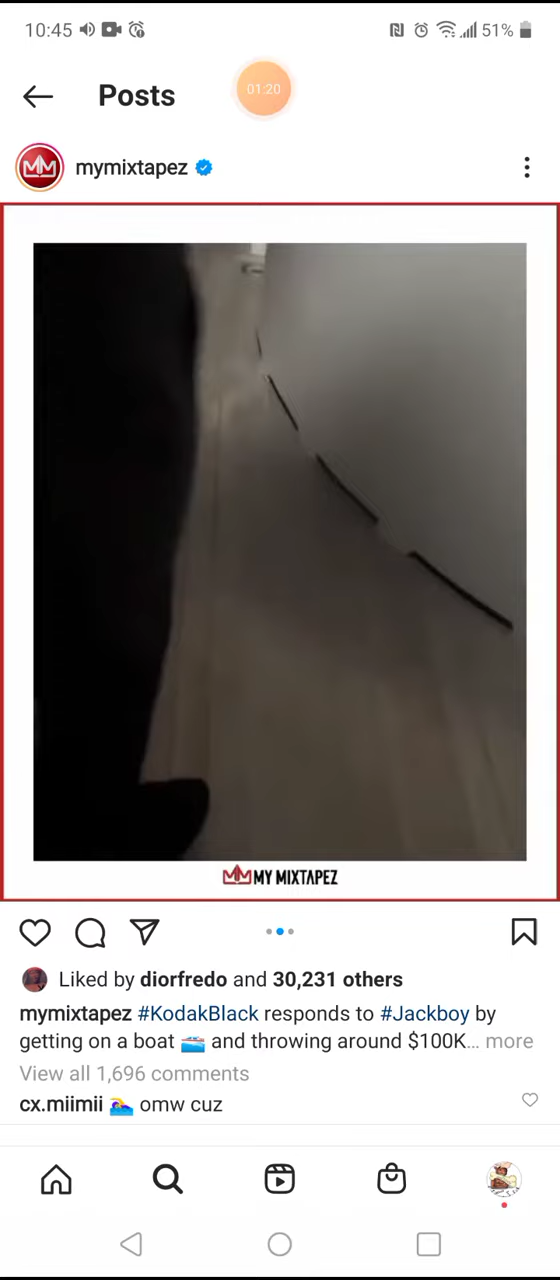 10:45
51%
Posts
01:20
mymixtapez
MY MIXTAPEZ
Liked by diorfredo and 30,231 others
mymixtapez #KodakBlack responds to #Jackboy by
getting on a boat 🚤 and throwing around $100K... more
View all 1,696 comments
cx.miimii 🏊‍♀️ omw cuz